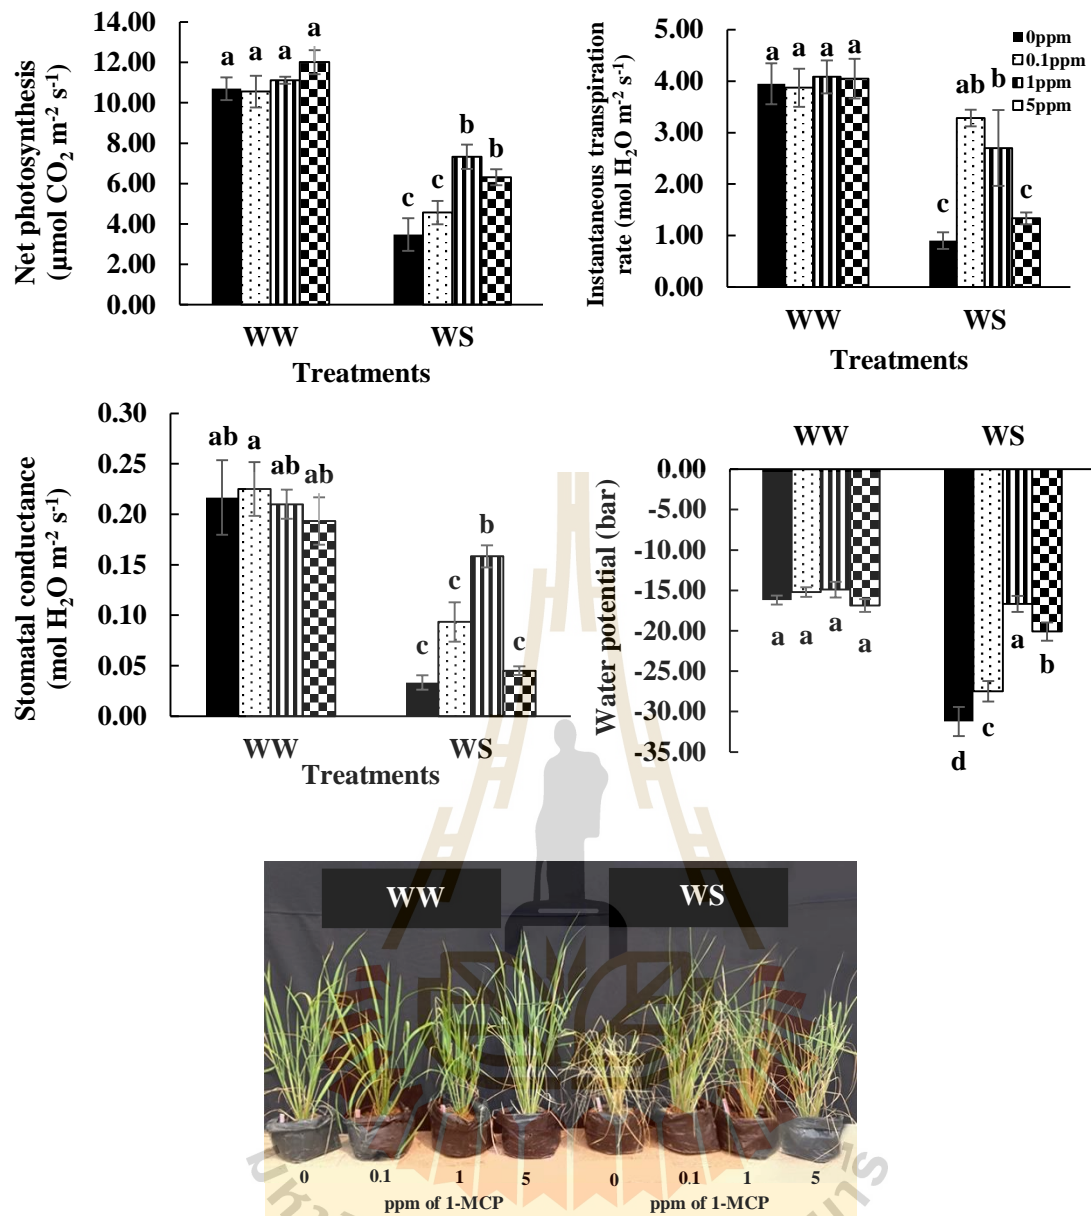 Net photosynthesis
(µmol CO₂ m⁻² s⁻¹)
14.00
12.00
10.00
8.00
6.00
4.00
2.00
0.00
a a a a
c c b b
WW WS
Treatments
Instantaneous transpiration
rate (mol H₂O m⁻² s⁻¹)
5.00
4.00
3.00
2.00
1.00
0.00
a a a a
c ab b c
0ppm
0.1ppm
1ppm
5ppm
WW WS
Treatments
Stomatal conductance
(mol H₂O m⁻² s⁻¹)
0.30
0.25
0.20
0.15
0.10
0.05
0.00
ab a ab ab
c c b c
WW WS
Treatments
WW WS
Water potential (bar)
0.00
-5.00
-10.00
-15.00
-20.00
-25.00
-30.00
-35.00
a a a a
d c a b
WW WS
0 0.1 1 5 0 0.1 1 5
ppm of 1-MCP ppm of 1-MCP